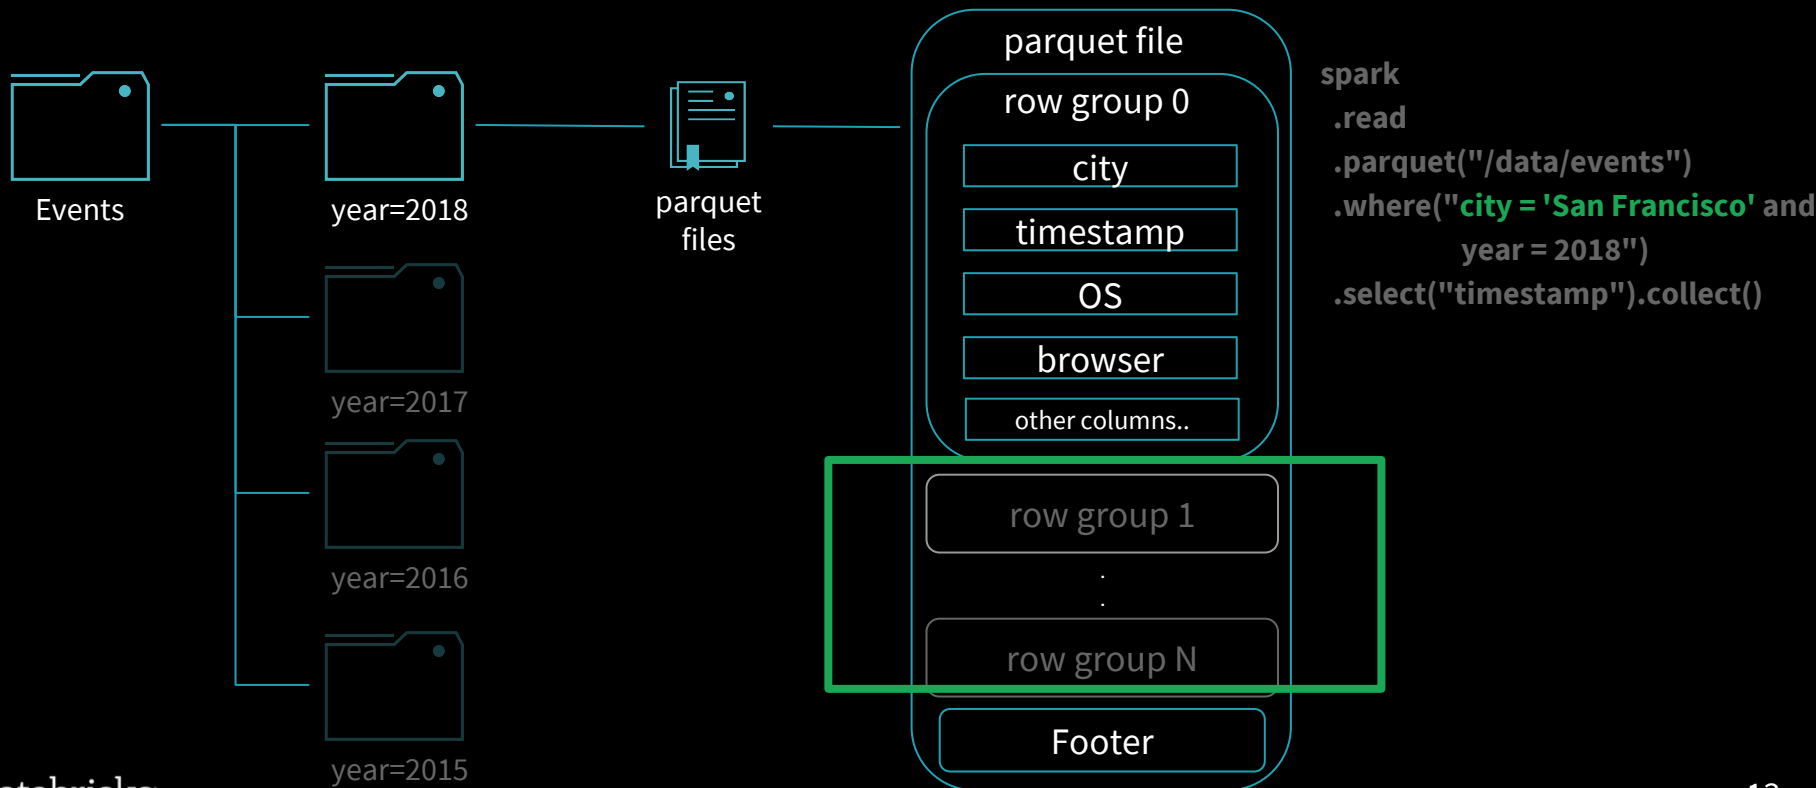 Events
year=2018
year=2017
year=2016
year=2015
parquet
files
parquet file
row group 0
city
timestamp
OS
browser
other columns..
row group 1
.
.
row group N
Footer
spark
.read
.parquet("/data/events")
.where("city = 'San Francisco' and
year = 2018")
.select("timestamp").collect()